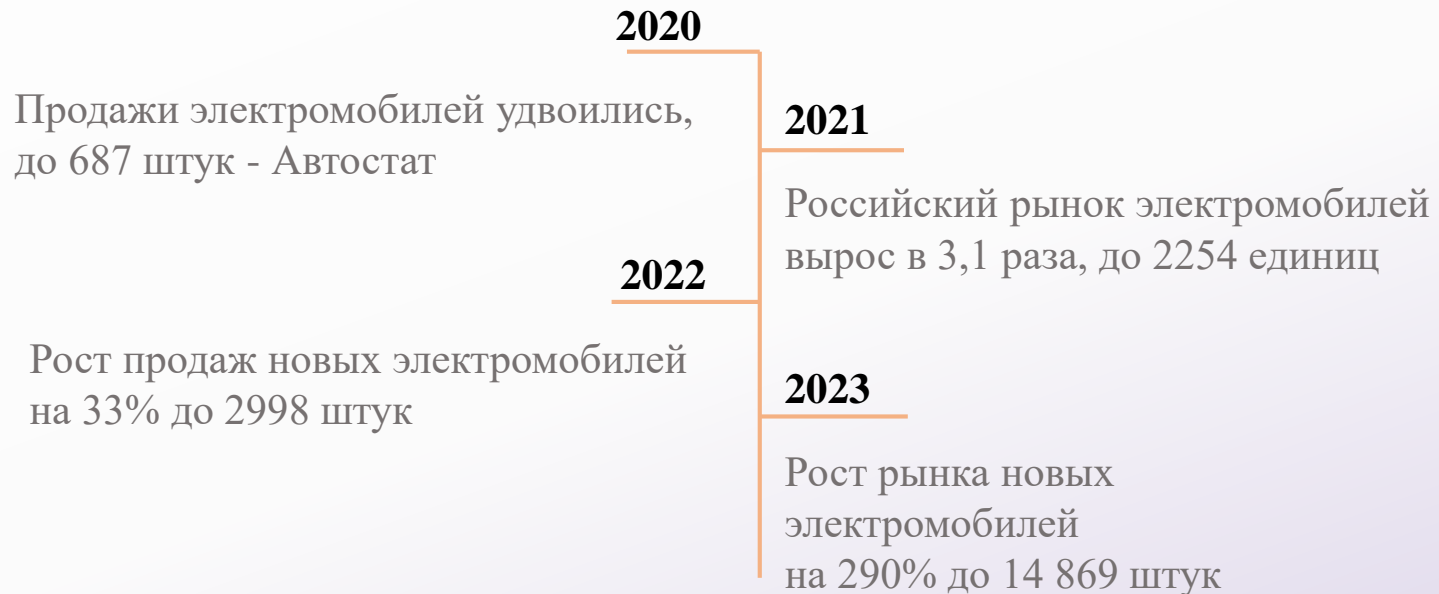 2020
Продажи электромобилей удвоились,
до 687 штук - Автостат
2021
Российский рынок электромобилей
вырос в 3,1 раза, до 2254 единиц
2022
Рост продаж новых электромобилей
на 33% до 2998 штук
2023
Рост рынка новых
электромобилей
на 290% до 14 869 штук